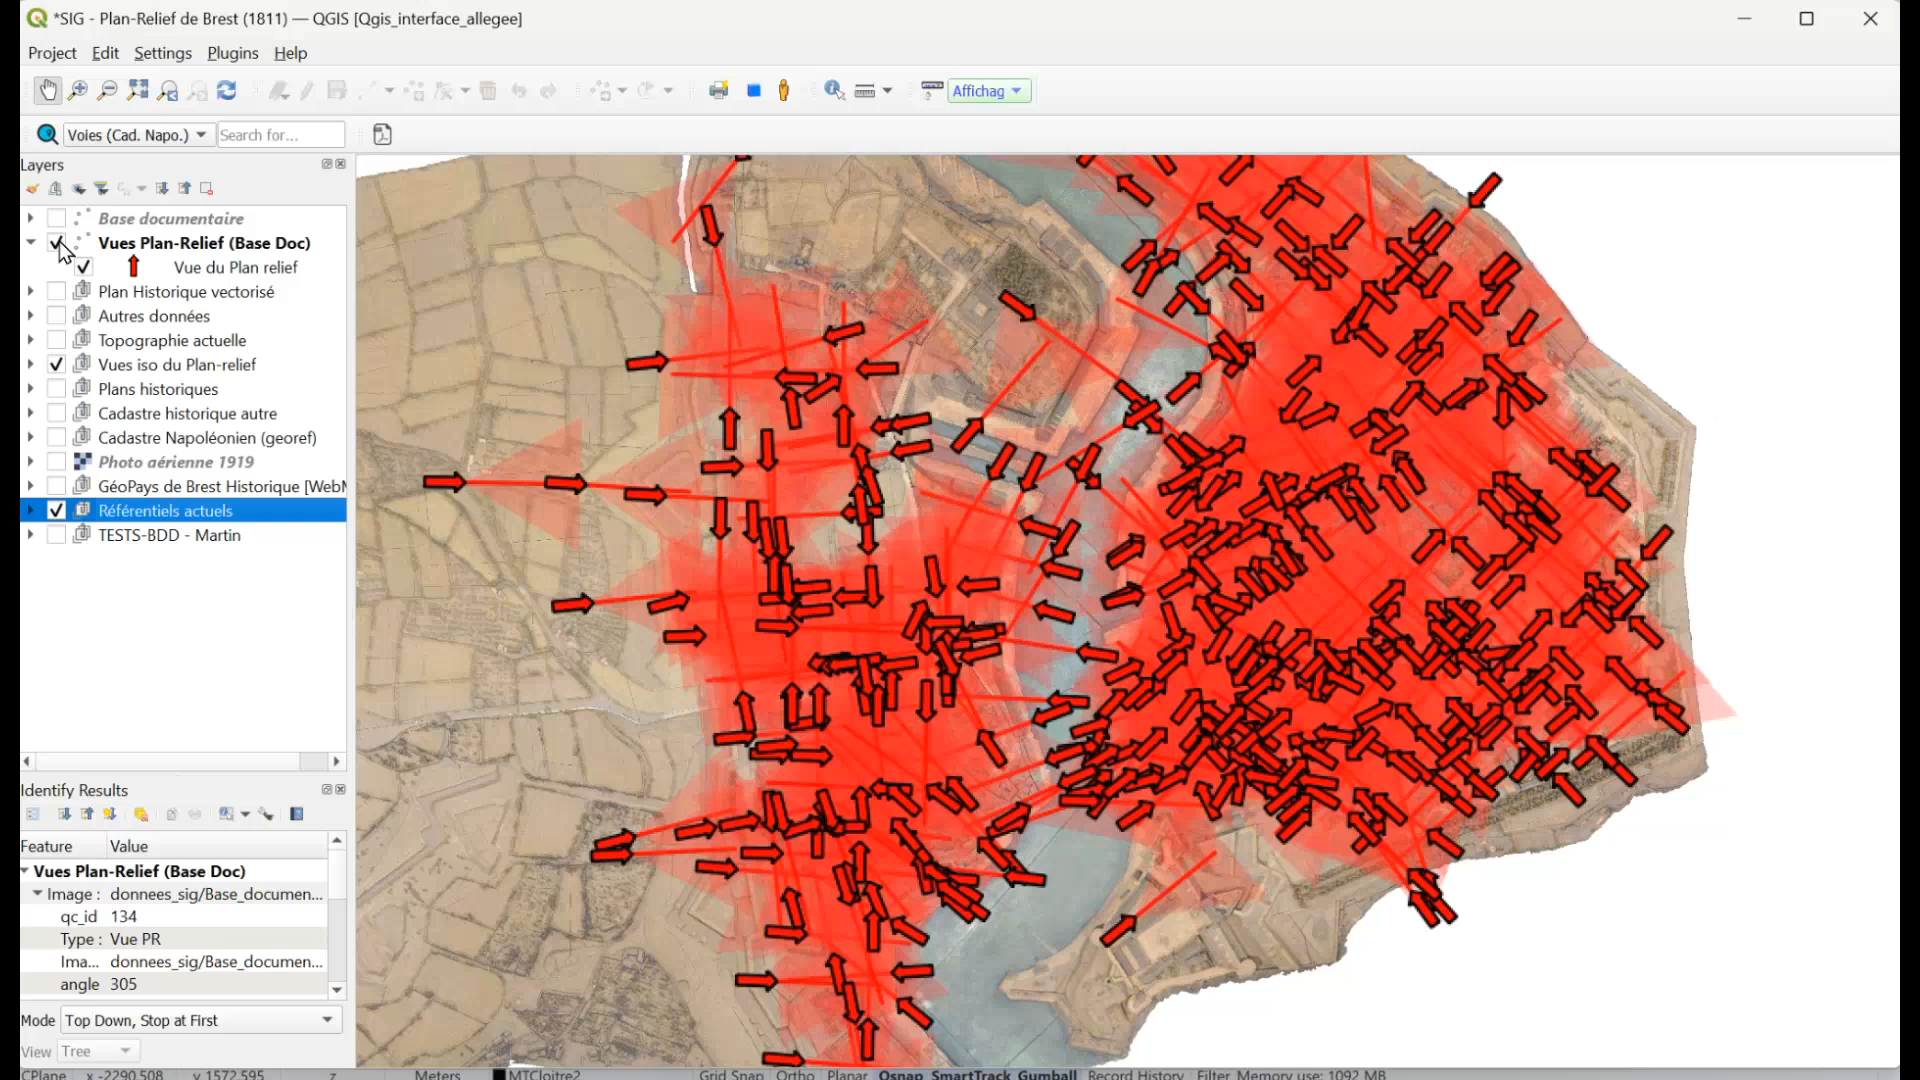 *SIG - Plan-Relief de Brest (1811) — QGIS [Qgis_interface_allegee]
Project Edit Settings Plugins Help
Affichag
Voies (Cad. Napo.) Search for...
Layers
Base documentaire
Vues Plan-Relief (Base Doc)
Vue du Plan relief
Plan Historique vectorisé
Autres données
Topographie actuelle
Vues iso du Plan-relief
Plans historiques
Cadastre historique autre
Cadastre Napoléonien (georef)
Photo aérienne 1919
GéoPays de Brest Historique [WebM
Référentiels actuels
TESTS-BDD - Martin
Identify Results
Feature Value
Vues Plan-Relief (Base Doc)
Image : donnees_sig/Base_documen...
qc_id 134
Type : Vue PR
Ima... donnees_sig/Base_documen...
angle 305
Mode Top Down, Stop at First
View Tree
CPlane x -2290.508 y 1572.595 z Meters MTCloitre2 Grid Snap Ortho Planar Osnap SmartTrack Gumball Record History Filter Memory use: 1092 MB